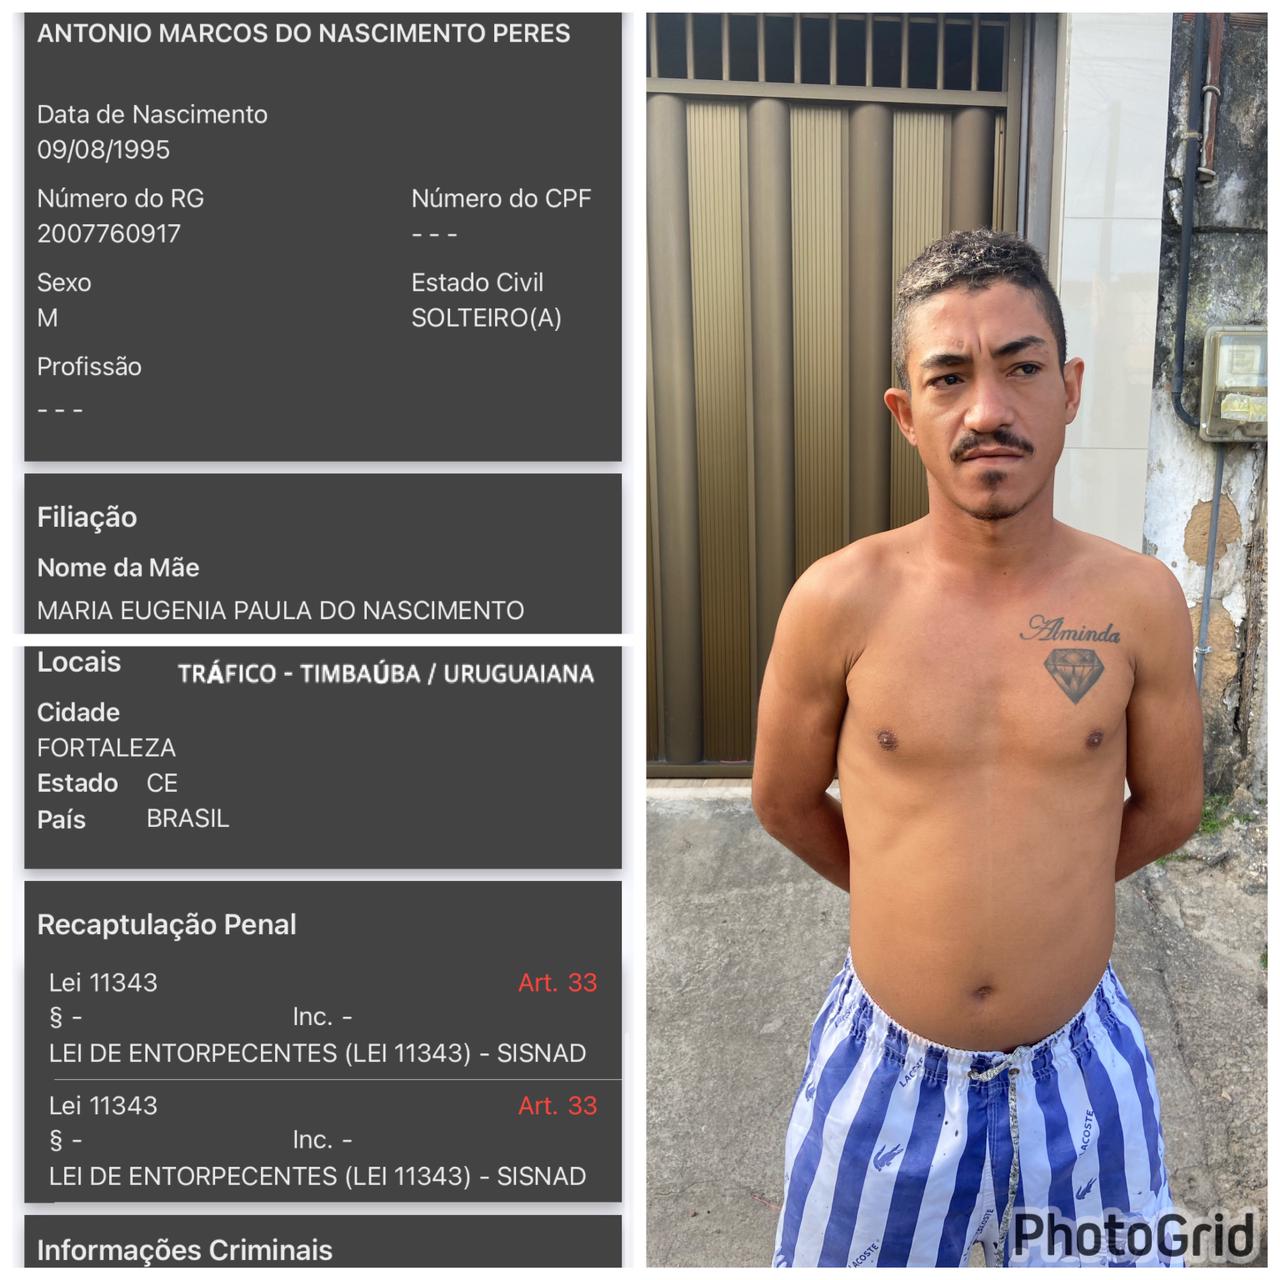 ANTONIO MARCOS DO NASCIMENTO PERES
Data de Nascimento
09/08/1995
Número do RG
2007760917
Número do CPF
- - -
Sexo
M
Estado Civil
SOLTEIRO(A)
Profissão
- - -
Filiação
Nome da Mãe
MARIA EUGENIA PAULA DO NASCIMENTO
Locais
TRÁFICO - TIMBAÚBA / URUGUAIANA
Cidade
FORTALEZA
Estado CE
País BRASIL
Recaptulação Penal
Lei 11343 Art. 33
§ - Inc. -
LEI DE ENTORPECENTES (LEI 11343) - SISNAD
Lei 11343 Art. 33
§ - Inc. -
LEI DE ENTORPECENTES (LEI 11343) - SISNAD
Informações Criminais
Alminda
LACOSTE
LACOSTE
PhotoGrid